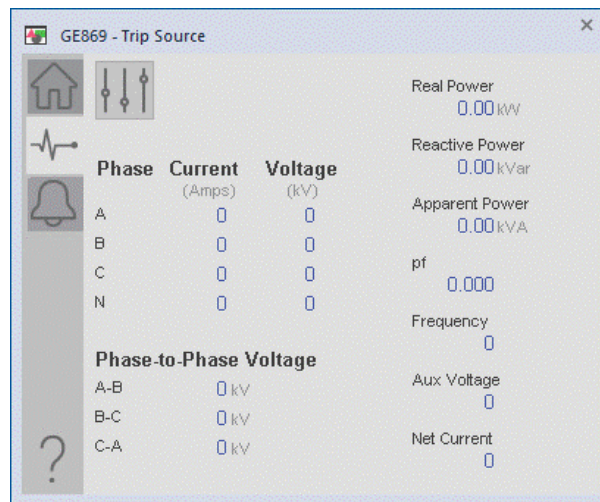 GE869 - Trip Source
Phase Current Voltage
(Amps) (kV)
A 0 0
B 0 0
C 0 0
N 0 0
Phase-to-Phase Voltage
A-B 0 kV
B-C 0 kV
C-A 0 kV
?
Real Power
0.00 kW
Reactive Power
0.00 kVar
Apparent Power
0.00 kVA
pf
0.000
Frequency
0
Aux Voltage
0
Net Current
0